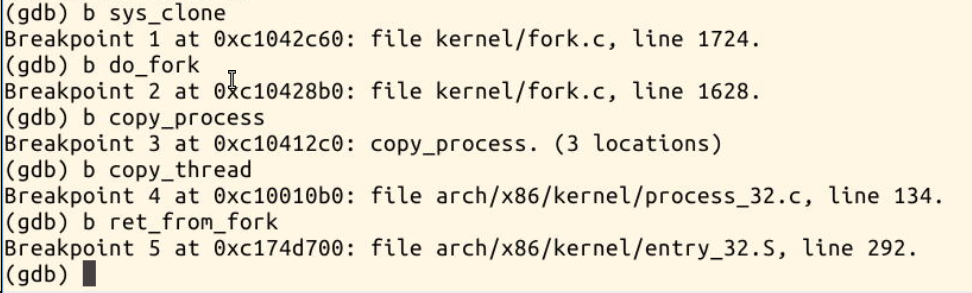 (gdb) b sys_clone
Breakpoint 1 at 0xc1042c60: file kernel/fork.c, line 1724.
(gdb) b do_fork
Breakpoint 2 at 0xc10428b0: file kernel/fork.c, line 1628.
(gdb) b copy_process
Breakpoint 3 at 0xc10412c0: copy_process. (3 locations)
(gdb) b copy_thread
Breakpoint 4 at 0xc10010b0: file arch/x86/kernel/process_32.c, line 134.
(gdb) b ret_from_fork
Breakpoint 5 at 0xc174d700: file arch/x86/kernel/entry_32.S, line 292.
(gdb)